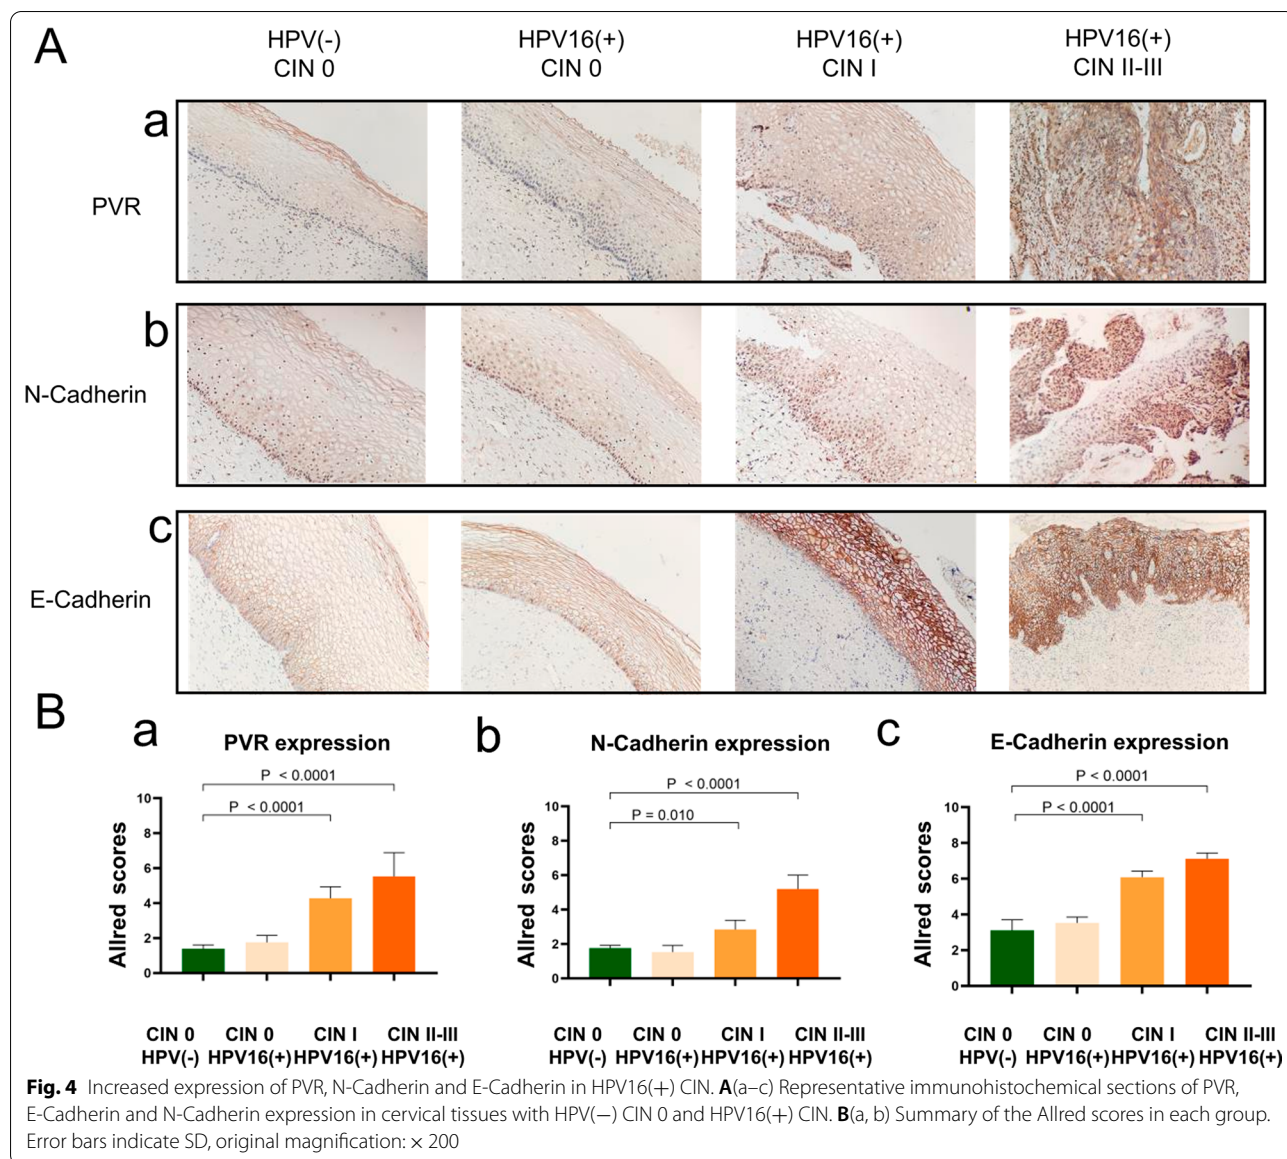 A
HPV(-)
CIN 0
HPV16(+)
CIN 0
HPV16(+)
CIN I
HPV16(+)
CIN II-III
a
PVR
b
N-Cadherin
c
E-Cadherin
B
a
PVR expression
P < 0.0001
P < 0.0001
10
8
6
4
2
0
Allred scores
CIN 0
HPV(-)
CIN 0
HPV16(+)
CIN I
HPV16(+)
CIN II-III
HPV16(+)
b
N-Cadherin expression
P < 0.0001
P = 0.010
10
8
6
4
2
0
Allred scores
CIN 0
HPV(-)
CIN 0
HPV16(+)
CIN I
HPV16(+)
CIN II-III
HPV16(+)
c
E-Cadherin expression
P < 0.0001
P < 0.0001
10
8
6
4
2
0
Allred scores
CIN 0
HPV(-)
CIN 0
HPV16(+)
CIN I
HPV16(+)
CIN II-III
HPV16(+)
Fig. 4 Increased expression of PVR, N-Cadherin and E-Cadherin in HPV16(+) CIN. A(a–c) Representative immunohistochemical sections of PVR,
E-Cadherin and N-Cadherin expression in cervical tissues with HPV(−) CIN 0 and HPV16(+) CIN. B(a, b) Summary of the Allred scores in each group.
Error bars indicate SD, original magnification: × 200